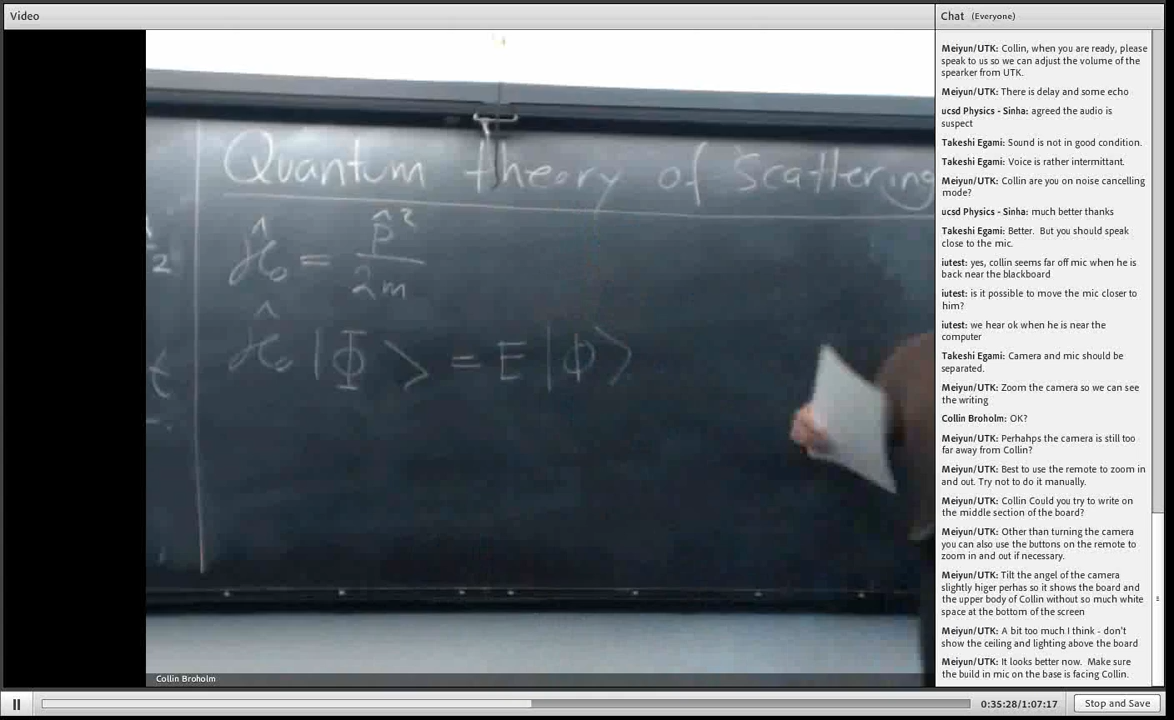 Video
Quantum theory of Scattering
Ĥ₀ = p̂² / 2m
Ĥ₀ |Φ⟩ = E |Φ⟩
2
t
Collin Broholm
Chat (Everyone)
Meiyun/UTK: Collin, when you are ready, please
speak to us so we can adjust the volume of the
spearker from UTK.
Meiyun/UTK: There is delay and some echo
ucsd Physics - Sinha: agreed the audio is
suspect
Takeshi Egami: Sound is not in good condition.
Takeshi Egami: Voice is rather intermittant.
Meiyun/UTK: Collin are you on noise cancelling
mode?
ucsd Physics - Sinha: much better thanks
Takeshi Egami: Better. But you should speak
close to the mic.
iutest: yes, collin seems far off mic when he is
back near the blackboard
iutest: is it possible to move the mic closer to
him?
iutest: we hear ok when he is near the
computer
Takeshi Egami: Camera and mic should be
separated.
Meiyun/UTK: Zoom the camera so we can see
the writing
Collin Broholm: OK?
Meiyun/UTK: Perhahps the camera is still too
far away from Collin?
Meiyun/UTK: Best to use the remote to zoom in
and out. Try not to do it manually.
Meiyun/UTK: Collin Could you try to write on
the middle section of the board?
Meiyun/UTK: Other than turning the camera
you can also use the buttons on the remote to
zoom in and out if necessary.
Meiyun/UTK: Tilt the angel of the camera
slightly higer perhas so it shows the board and
the upper body of Collin without so much white
space at the bottom of the screen
Meiyun/UTK: A bit too much I think - don't
show the ceiling and lighting above the board
Meiyun/UTK: It looks better now. Make sure
the build in mic on the base is facing Collin.
0:35:28/1:07:17
Stop and Save